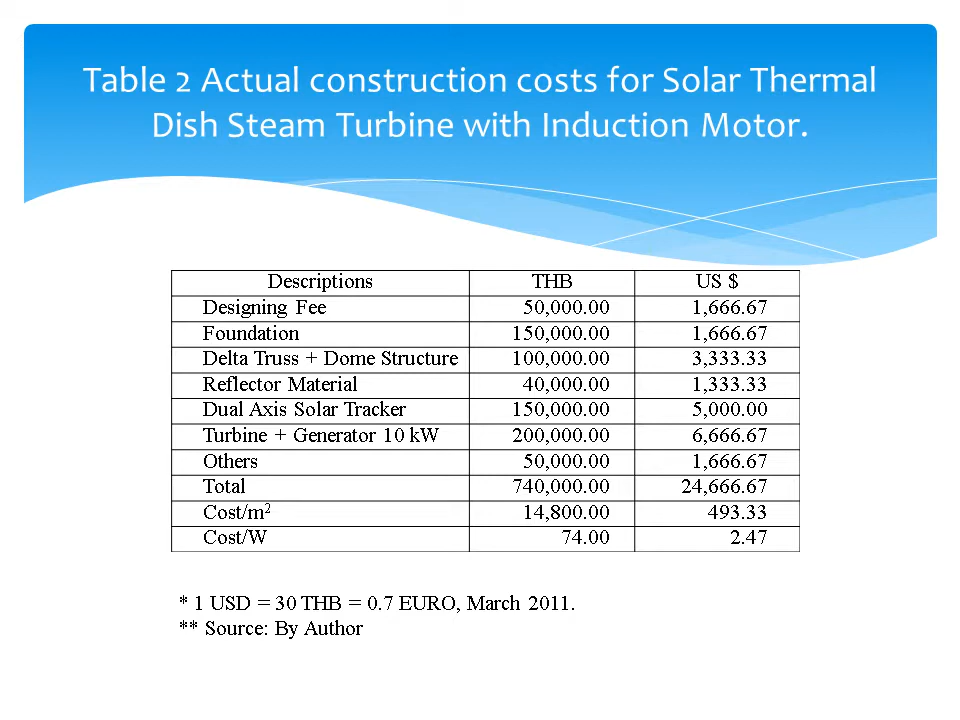 Table 2 Actual construction costs for Solar Thermal
Dish Steam Turbine with Induction Motor.
Descriptions THB US $
Designing Fee 50,000.00 1,666.67
Foundation 150,000.00 1,666.67
Delta Truss + Dome Structure 100,000.00 3,333.33
Reflector Material 40,000.00 1,333.33
Dual Axis Solar Tracker 150,000.00 5,000.00
Turbine + Generator 10 kW 200,000.00 6,666.67
Others 50,000.00 1,666.67
Total 740,000.00 24,666.67
Cost/m² 14,800.00 493.33
Cost/W 74.00 2.47
* 1 USD = 30 THB = 0.7 EURO, March 2011.
** Source: By Author